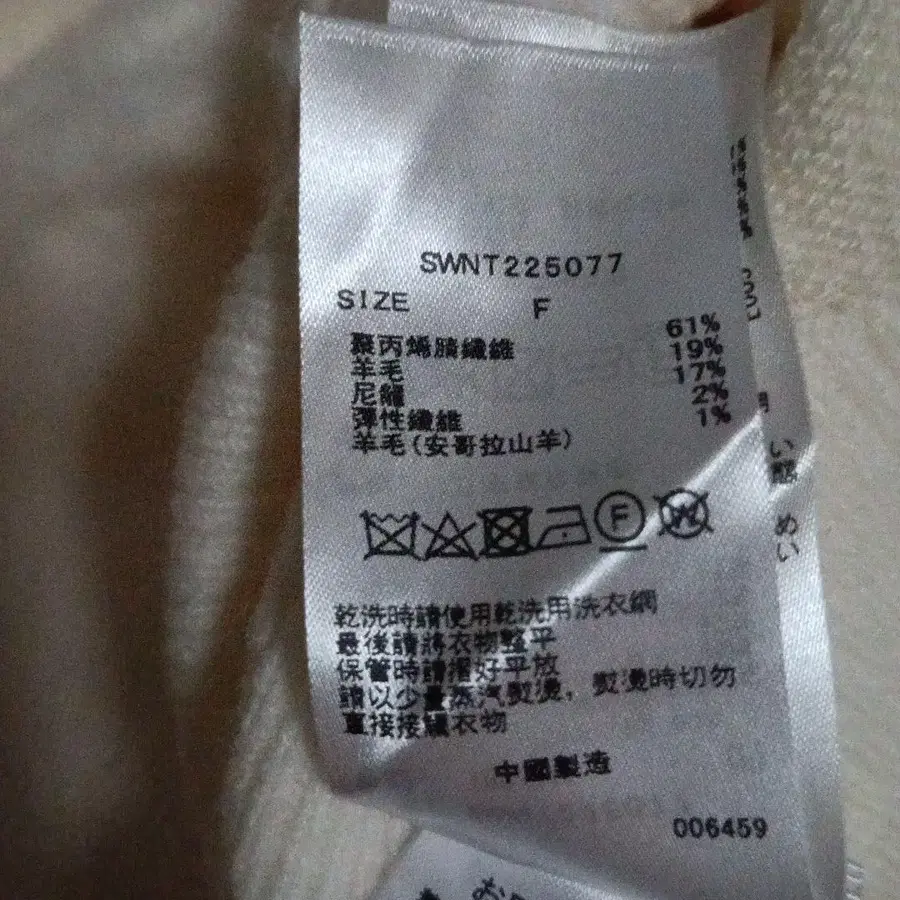 SWNT225077
SIZE F
聚丙烯腈纖維 61%
羊毛 19%
尼龍 17%
彈性纖維 2%
羊毛(安哥拉山羊) 1%
F
W
乾洗時請使用乾洗用洗衣網
最後請將衣物整平
保管時請摺好平放
請以少量蒸汽熨燙，熨燙時切勿
直接接觸衣物
中國製造
006459
い
めい